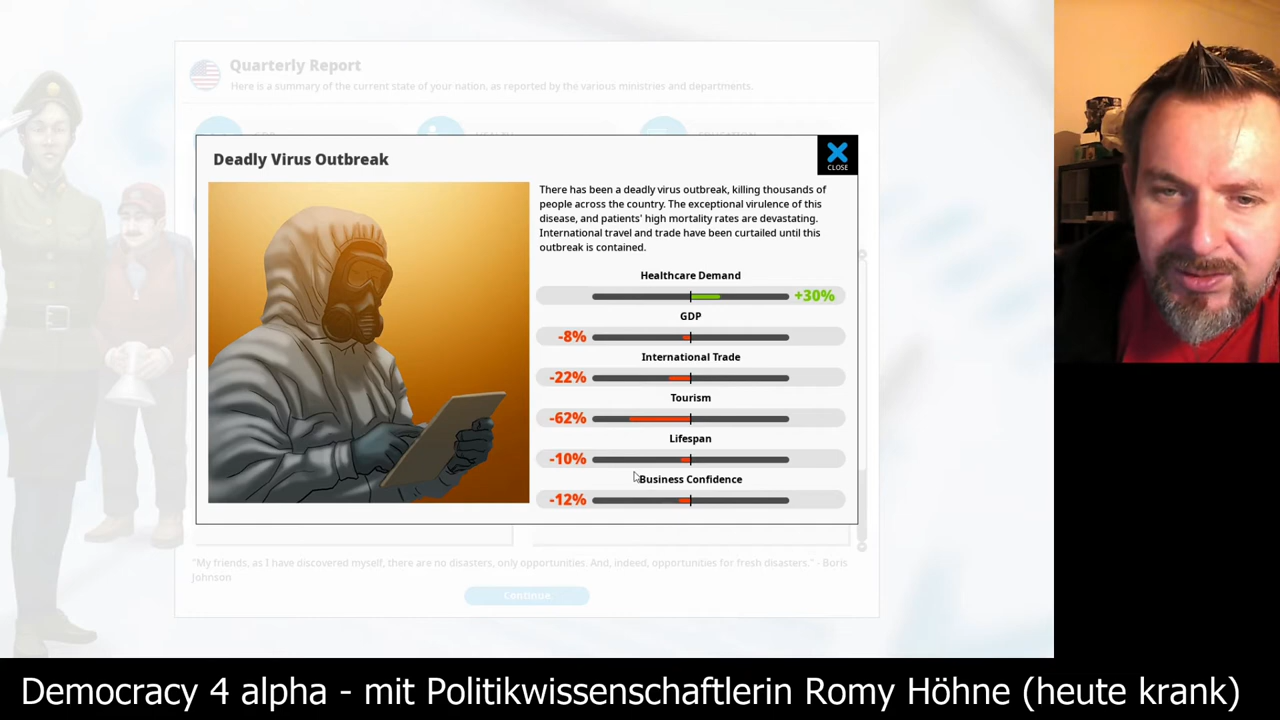 Quarterly Report
Here is a summary of the current state of your nation, as reported by the various ministries and departments.
Deadly Virus Outbreak
CLOSE
There has been a deadly virus outbreak, killing thousands of
people across the country. The exceptional virulence of this
disease, and patients' high mortality rates are devastating.
International travel and trade have been curtailed until this
outbreak is contained.
Healthcare Demand
+30%
GDP
-8%
International Trade
-22%
Tourism
-62%
Lifespan
-10%
Business Confidence
-12%
"My friends, as I have discovered myself, there are no disasters, only opportunities. And, indeed, opportunities for fresh disasters." - Boris
Johnson
Continue
Democracy 4 alpha - mit Politikwissenschaftlerin Romy Höhne (heute krank)